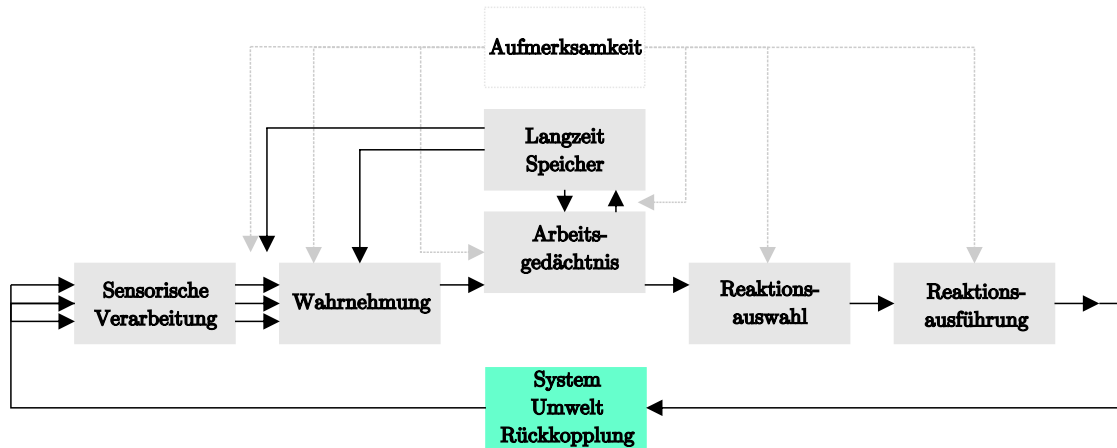 Aufmerksamkeit
Langzeit
Speicher
Arbeits-
gedächtnis
Sensorische
Verarbeitung
Wahrnehmung
Reaktions-
auswahl
Reaktions-
ausführung
System
Umwelt
Rückkopplung